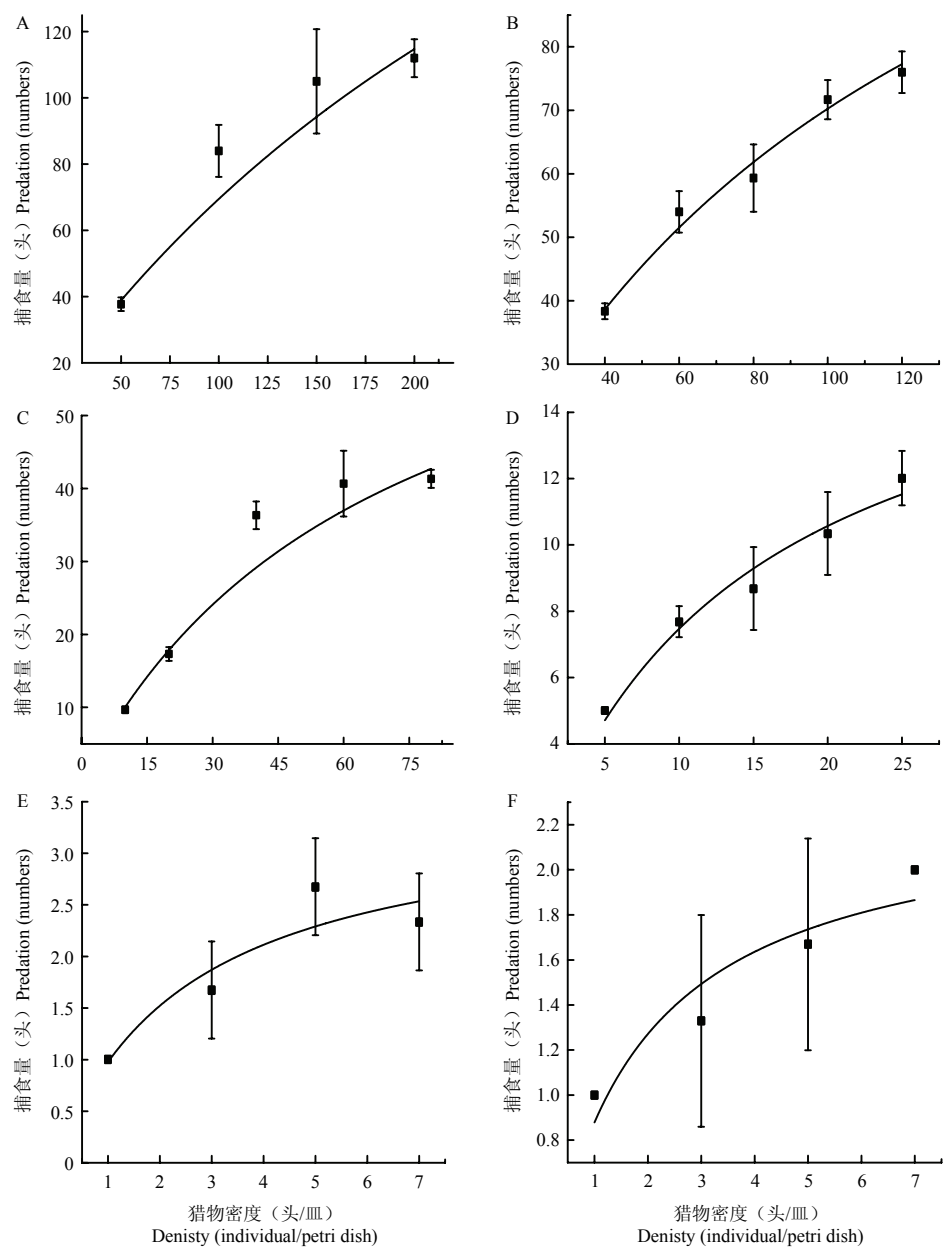 A
捕食量（头）Predation (numbers)
120
100
80
60
40
20
50 75 100 125 150 175 200
B
捕食量（头）Predation (numbers)
80
70
60
50
40
30
40 60 80 100 120
C
捕食量（头）Predation (numbers)
50
40
30
20
10
0 15 30 45 60 75
D
捕食量（头）Predation (numbers)
14
12
10
8
6
4
5 10 15 20 25
E
捕食量（头）Predation (numbers)
3.5
3.0
2.5
2.0
1.5
1.0
0.5
0
1 2 3 4 5 6 7
猎物密度（头/皿）
Denisty (individual/petri dish)
F
捕食量（头）Predation (numbers)
2.2
2.0
1.8
1.6
1.4
1.2
1.0
0.8
1 2 3 4 5 6 7
猎物密度（头/皿）
Denisty (individual/petri dish)